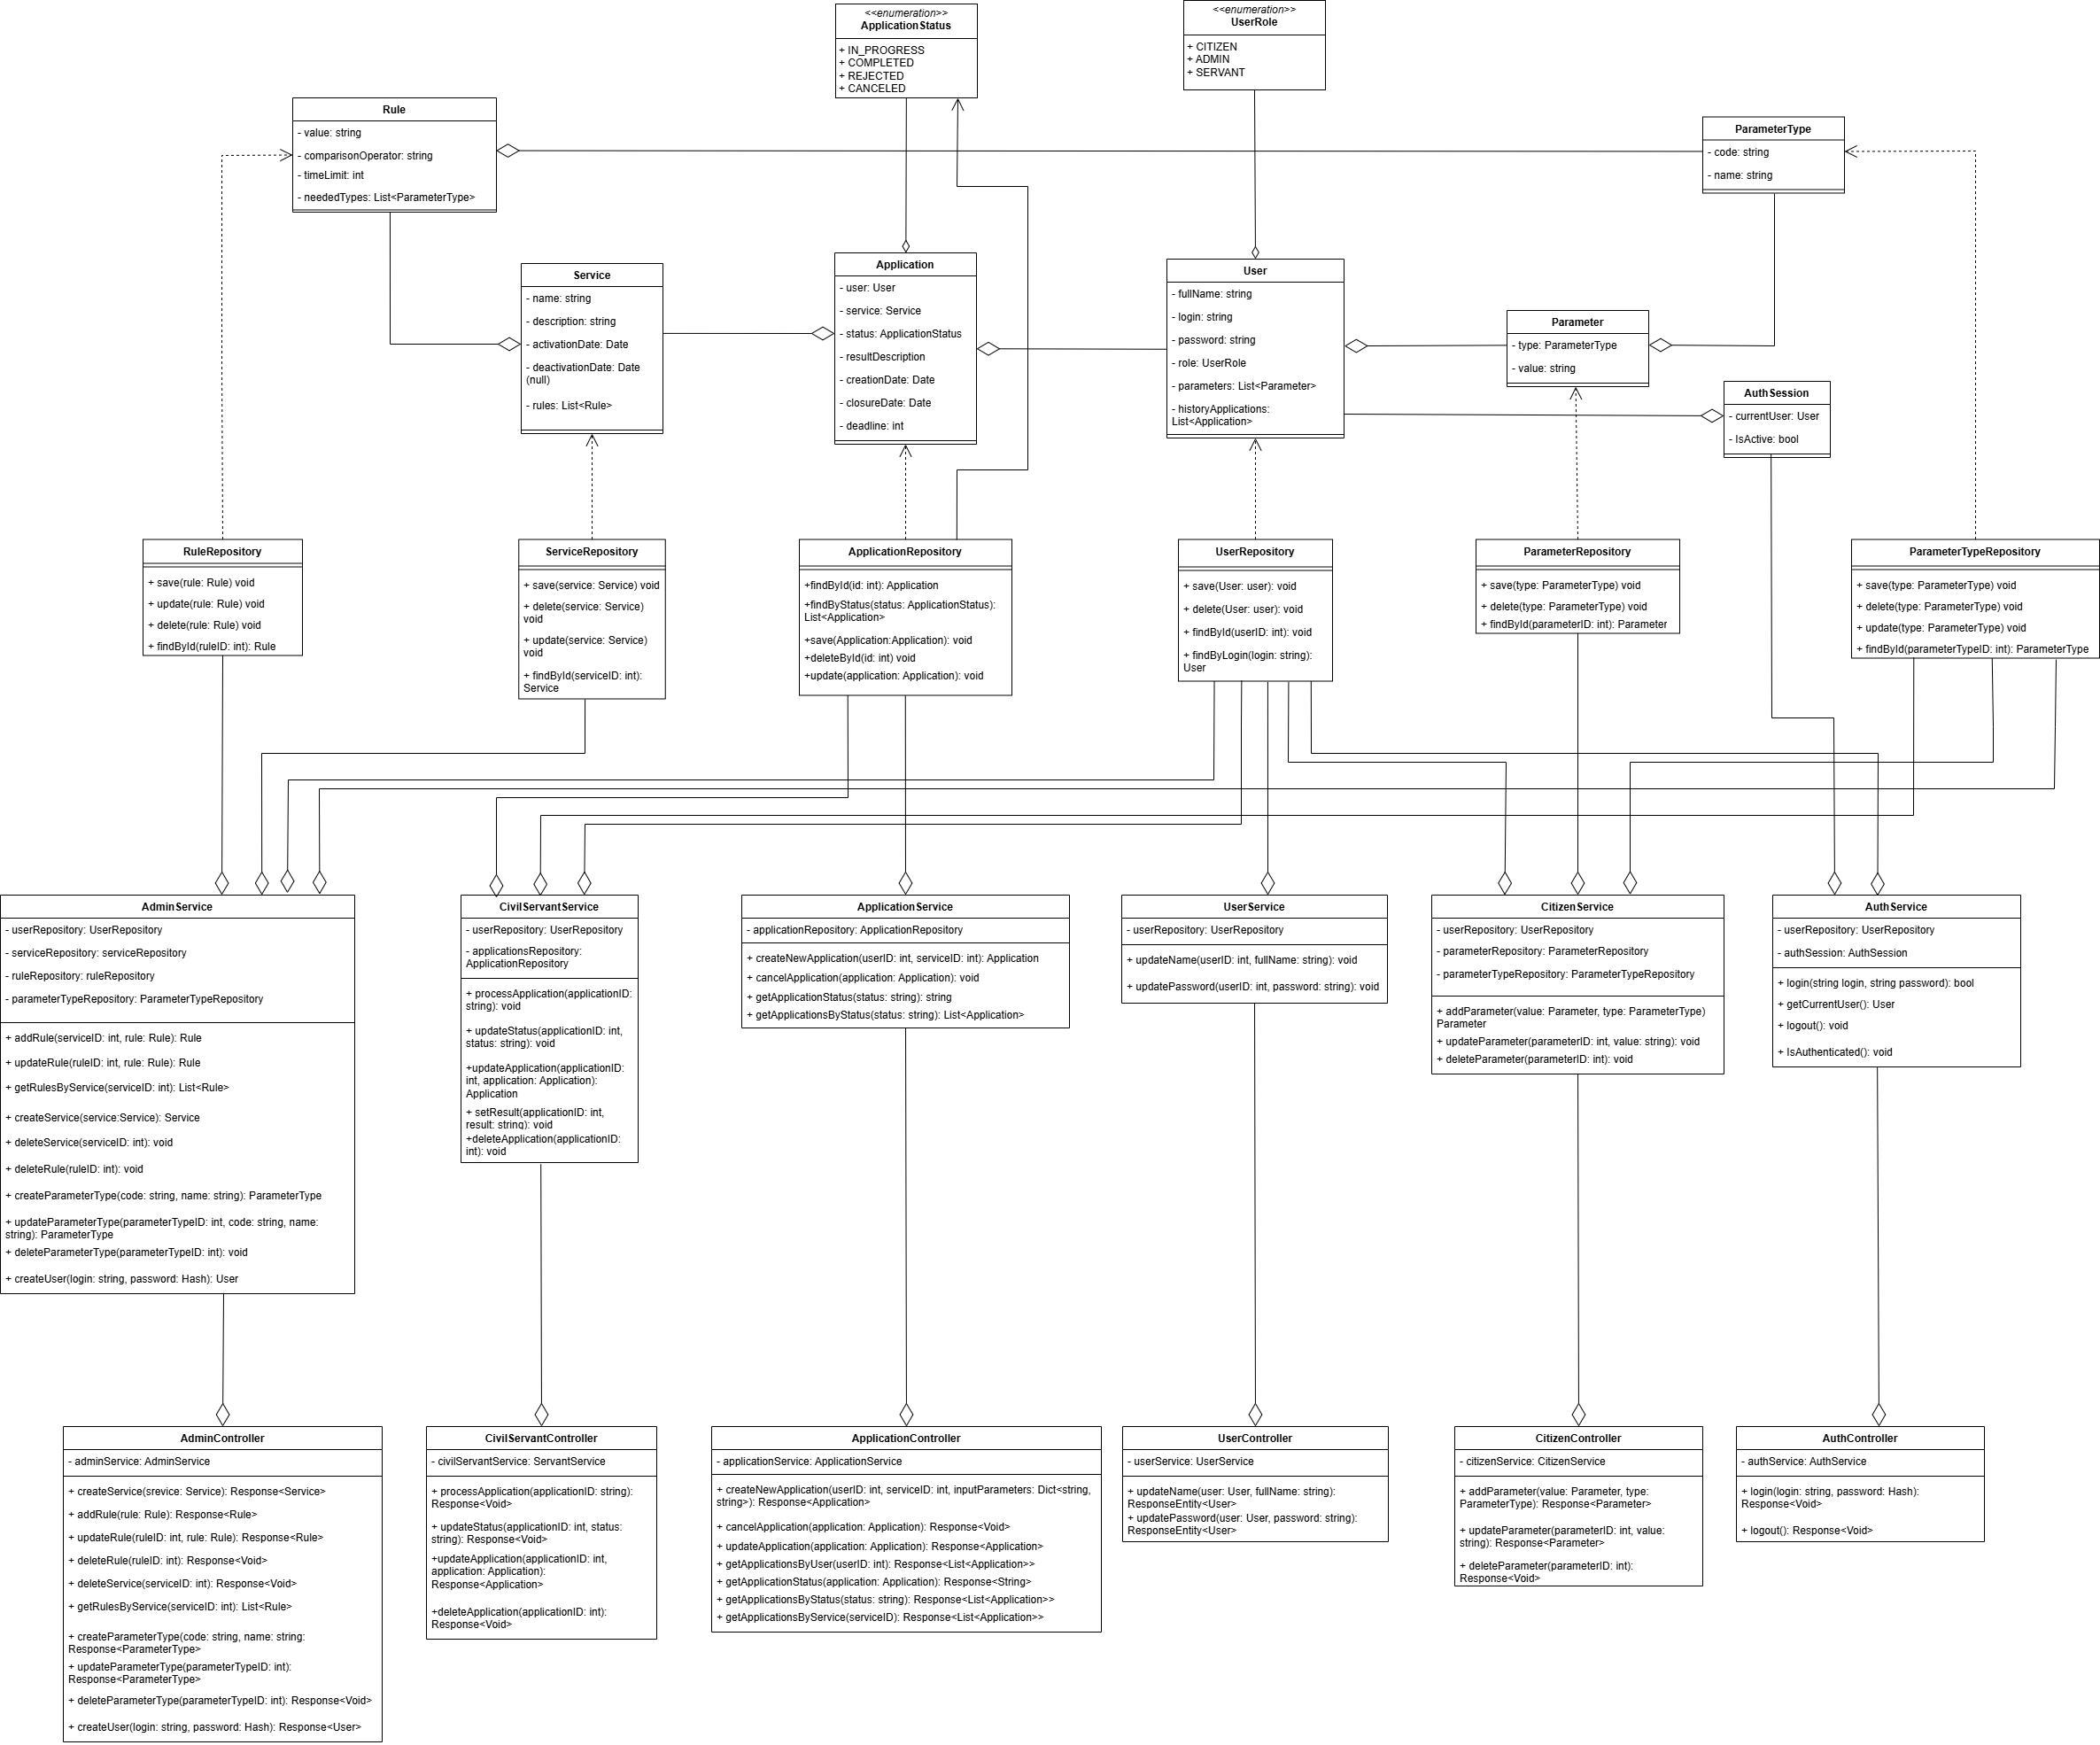 <<enumeration>>
ApplicationStatus
+ IN_PROGRESS
+ COMPLETED
+ REJECTED
+ CANCELED
<<enumeration>>
UserRole
+ CITIZEN
+ ADMIN
+ SERVANT
Rule
- value: string
- comparisonOperator: string
- timeLimit: int
- neededTypes: List<ParameterType>
ParameterType
- code: string
- name: string
Service
- name: string
- description: string
- activationDate: Date
- deactivationDate: Date
(null)
- rules: List<Rule>
Application
- user: User
- service: Service
- status: ApplicationStatus
- resultDescription
- creationDate: Date
- closureDate: Date
- deadline: int
User
- fullName: string
- login: string
- password: string
- role: UserRole
- parameters: List<Parameter>
- historyApplications:
List<Application>
Parameter
- type: ParameterType
- value: string
AuthSession
- currentUser: User
- IsActive: bool
RuleRepository
+ save(rule: Rule) void
+ update(rule: Rule) void
+ delete(rule: Rule) void
+ findById(ruleID: int): Rule
ServiceRepository
+ save(service: Service) void
+ delete(service: Service)
void
+ update(service: Service)
void
+ findById(serviceID: int):
Service
ApplicationRepository
+findById(id: int): Application
+findByStatus(status: ApplicationStatus):
List<Application>
+save(Application:Application): void
+deleteById(id: int) void
+update(application: Application): void
UserRepository
+ save(User: user): void
+ delete(User: user): void
+ findById(userID: int): void
+ findByLogin(login: string):
User
ParameterRepository
+ save(type: ParameterType) void
+ delete(type: ParameterType) void
+ findById(parameterID: int): Parameter
ParameterTypeRepository
+ save(type: ParameterType) void
+ delete(type: ParameterType) void
+ update(type: ParameterType) void
+ findById(parameterTypeID: int): ParameterType
AdminService
- userRepository: UserRepository
- serviceRepository: serviceRepository
- ruleRepository: ruleRepository
- parameterTypeRepository: ParameterTypeRepository
+ addRule(serviceID: int, rule: Rule): Rule
+ updateRule(ruleID: int, rule: Rule): Rule
+ getRulesByService(serviceID: int): List<Rule>
+ createService(service:Service): Service
+ deleteService(serviceID: int): void
+ deleteRule(ruleID: int): void
+ createParameterType(code: string, name: string): ParameterType
+ updateParameterType(parameterTypeID: int, code: string, name:
string): ParameterType
+ deleteParameterType(parameterTypeID: int): void
+ createUser(login: string, password: Hash): User
CivilServantService
- userRepository: UserRepository
- applicationsRepository:
ApplicationRepository
+ processApplication(applicationID:
string): void
+ updateStatus(applicationID: int,
status: string): void
+updateApplication(applicationID:
int, application: Application):
Application
+ setResult(applicationID: int,
result: string): void
+deleteApplication(applicationID:
int): void
ApplicationService
- applicationRepository: ApplicationRepository
+ createNewApplication(userID: int, serviceID: int): Application
+ cancelApplication(application: Application): void
+ getApplicationStatus(status: string): string
+ getApplicationsByStatus(status: string): List<Application>
UserService
- userRepository: UserRepository
+ updateName(userID: int, fullName: string): void
+ updatePassword(userID: int, password: string): void
CitizenService
- userRepository: UserRepository
- parameterRepository: ParameterRepository
- parameterTypeRepository: ParameterTypeRepository
+ addParameter(value: Parameter, type: ParameterType)
Parameter
+ updateParameter(parameterID: int, value: string): void
+ deleteParameter(parameterID: int): void
AuthService
- userRepository: UserRepository
- authSession: AuthSession
+ login(string login, string password): bool
+ getCurrentUser(): User
+ logout(): void
+ IsAuthenticated(): void
AdminController
- adminService: AdminService
+ createService(srevice: Service): Response<Service>
+ addRule(rule: Rule): Response<Rule>
+ updateRule(ruleID: int, rule: Rule): Response<Rule>
+ deleteRule(ruleID: int): Response<Void>
+ deleteService(serviceID: int): Response<Void>
+ getRulesByService(serviceID: int): List<Rule>
+ createParameterType(code: string, name: string:
Response<ParameterType>
+ updateParameterType(parameterTypeID: int):
Response<ParameterType>
+ deleteParameterType(parameterTypeID: int): Response<Void>
+ createUser(login: string, password: Hash): Response<User>
CivilServantController
- civilServantService: ServantService
+ processApplication(applicationID: string):
Response<Void>
+ updateStatus(applicationID: int, status:
string): Response<Void>
+updateApplication(applicationID: int,
application: Application):
Response<Application>
+deleteApplication(applicationID: int):
Response<Void>
ApplicationController
- applicationService: ApplicationService
+ createNewApplication(userID: int, serviceID: int, inputParameters: Dict<string,
string>): Response<Application>
+ cancelApplication(application: Application): Response<Void>
+ updateApplication(application: Application): Response<Application>
+ getApplicationsByUser(userID: int): Response<List<Application>>
+ getApplicationStatus(application: Application): Response<String>
+ getApplicationsByStatus(status: string): Response<List<Application>>
+ getApplicationsByService(serviceID): Response<List<Application>>
UserController
- userService: UserService
+ updateName(user: User, fullName: string):
ResponseEntity<User>
+ updatePassword(user: User, password: string):
ResponseEntity<User>
CitizenController
- citizenService: CitizenService
+ addParameter(value: Parameter, type:
ParameterType): Response<Parameter>
+ updateParameter(parameterID: int, value:
string): Response<Parameter>
+ deleteParameter(parameterID: int):
Response<Void>
AuthController
- authService: AuthService
+ login(login: string, password: Hash):
Response<Void>
+ logout(): Response<Void>